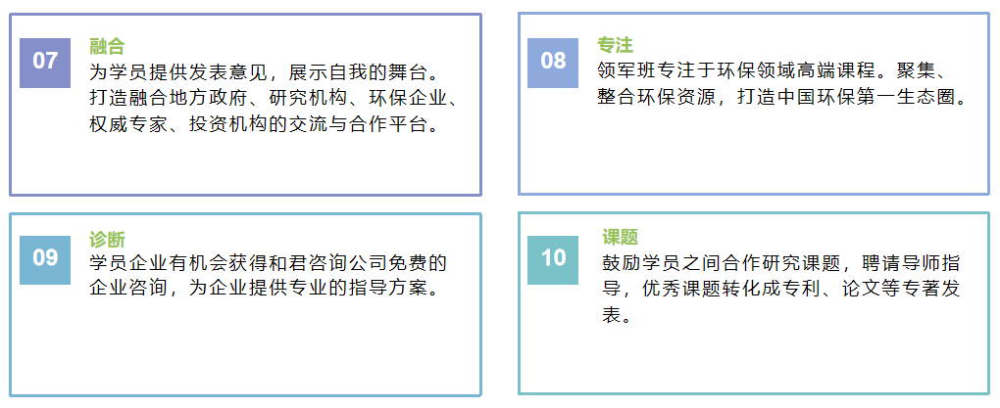 07
融合
为学员提供发表意见，展示自我的舞台。
打造融合地方政府、研究机构、环保企业、
权威专家、投资机构的交流与合作平台。
08
专注
领军班专注于环保领域高端课程。聚集、
整合环保资源，打造中国环保第一生态圈。
09
诊断
学员企业有机会获得和君咨询公司免费的
企业咨询，为企业提供专业的指导方案。
10
课题
鼓励学员之间合作研究课题，聘请导师指
导，优秀课题转化成专利、论文等专著发
表。